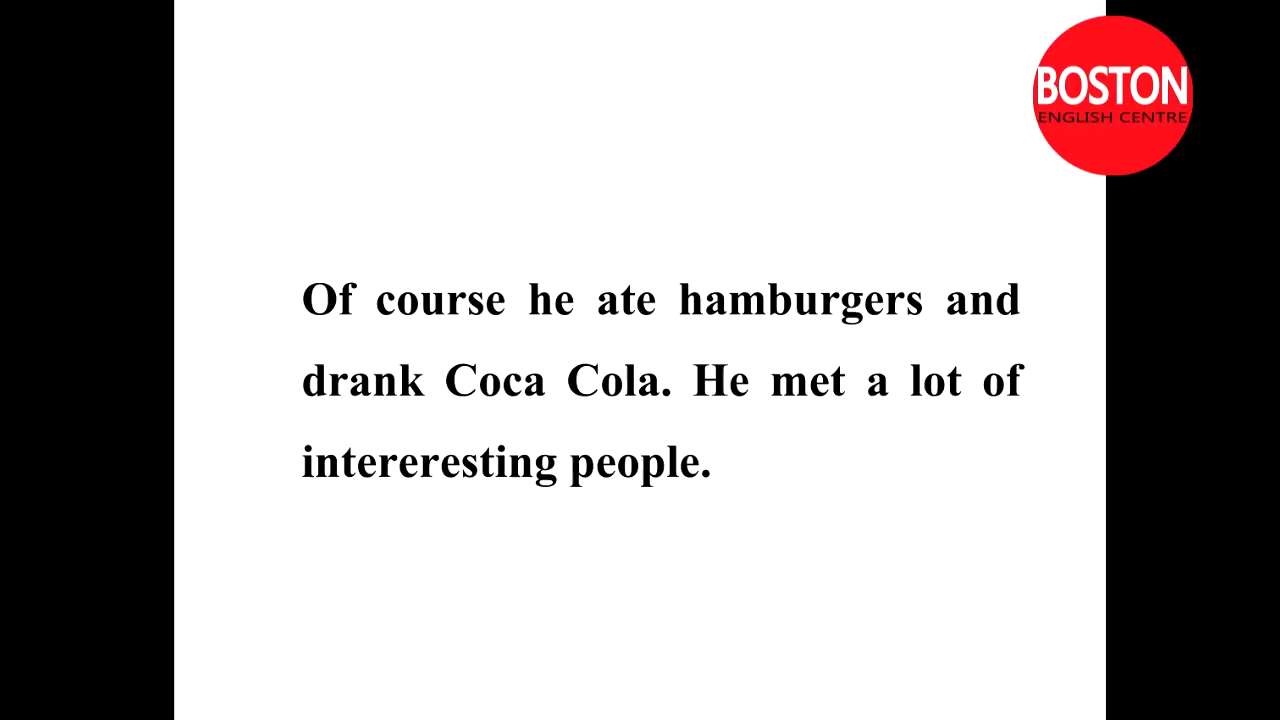 BOSTON
ENGLISH CENTRE
Of course he ate hamburgers and
drank Coca Cola. He met a lot of
intereresting people.